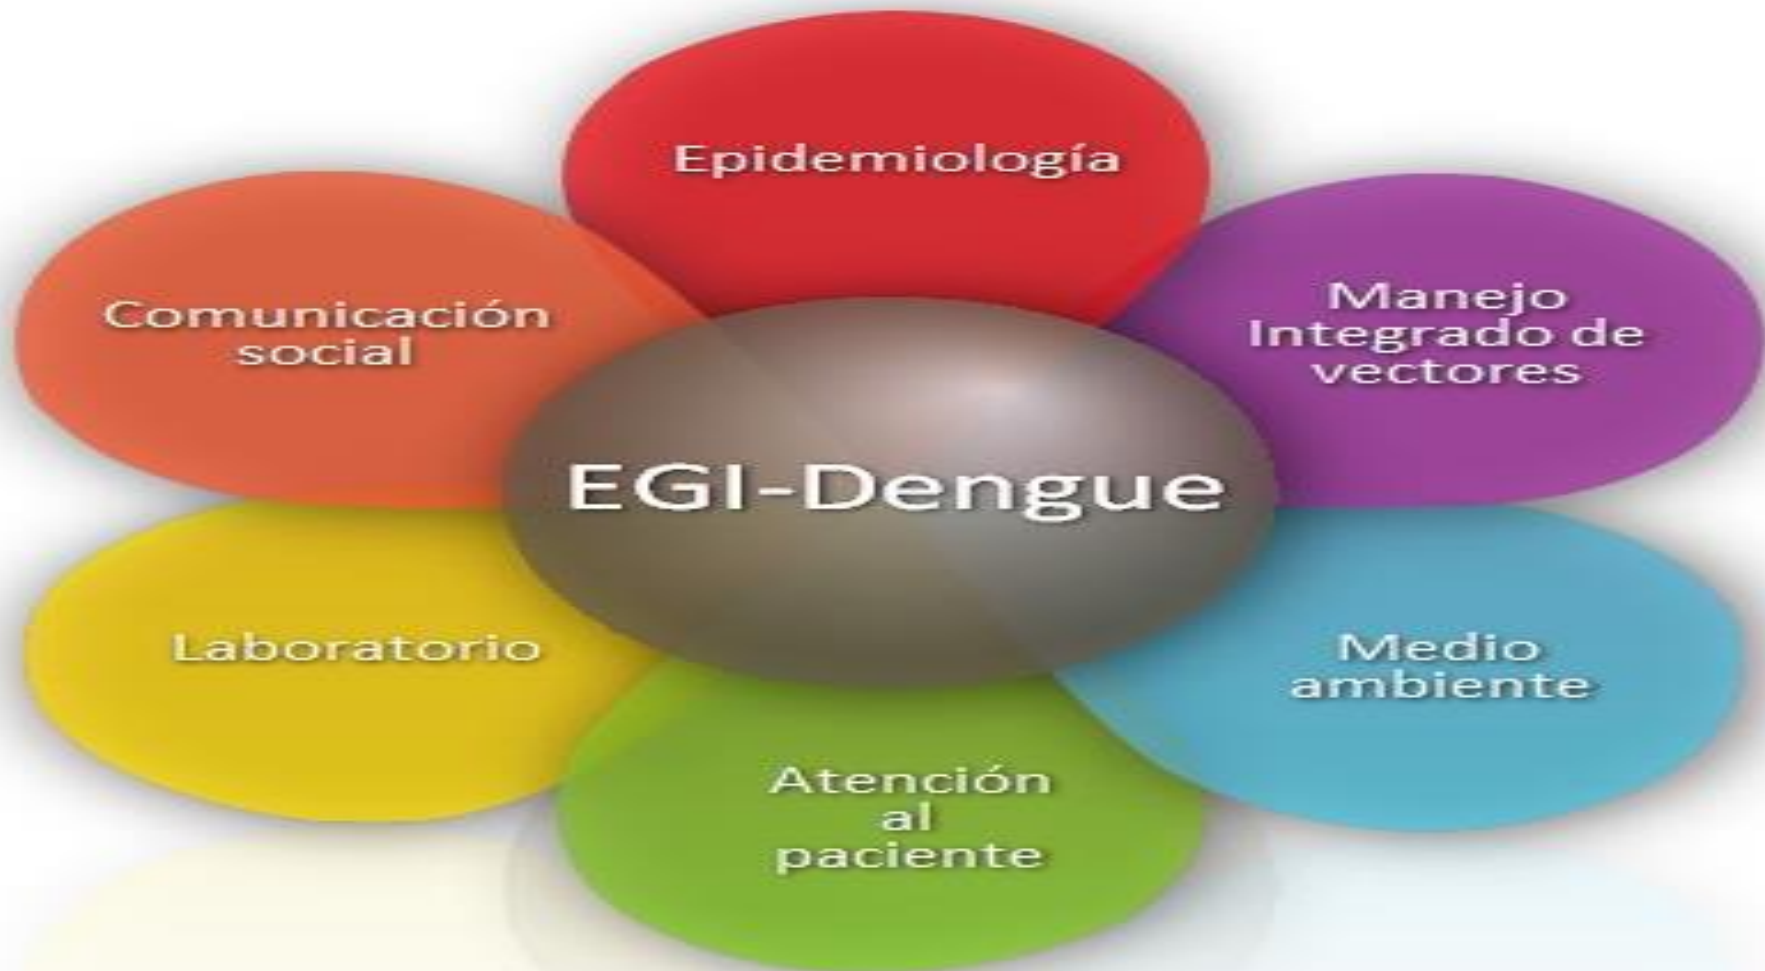 Epidemiología
Comunicación
social
Manejo
Integrado de
vectores
EGI-Dengue
Laboratorio
Medio
ambiente
Atención
al
paciente